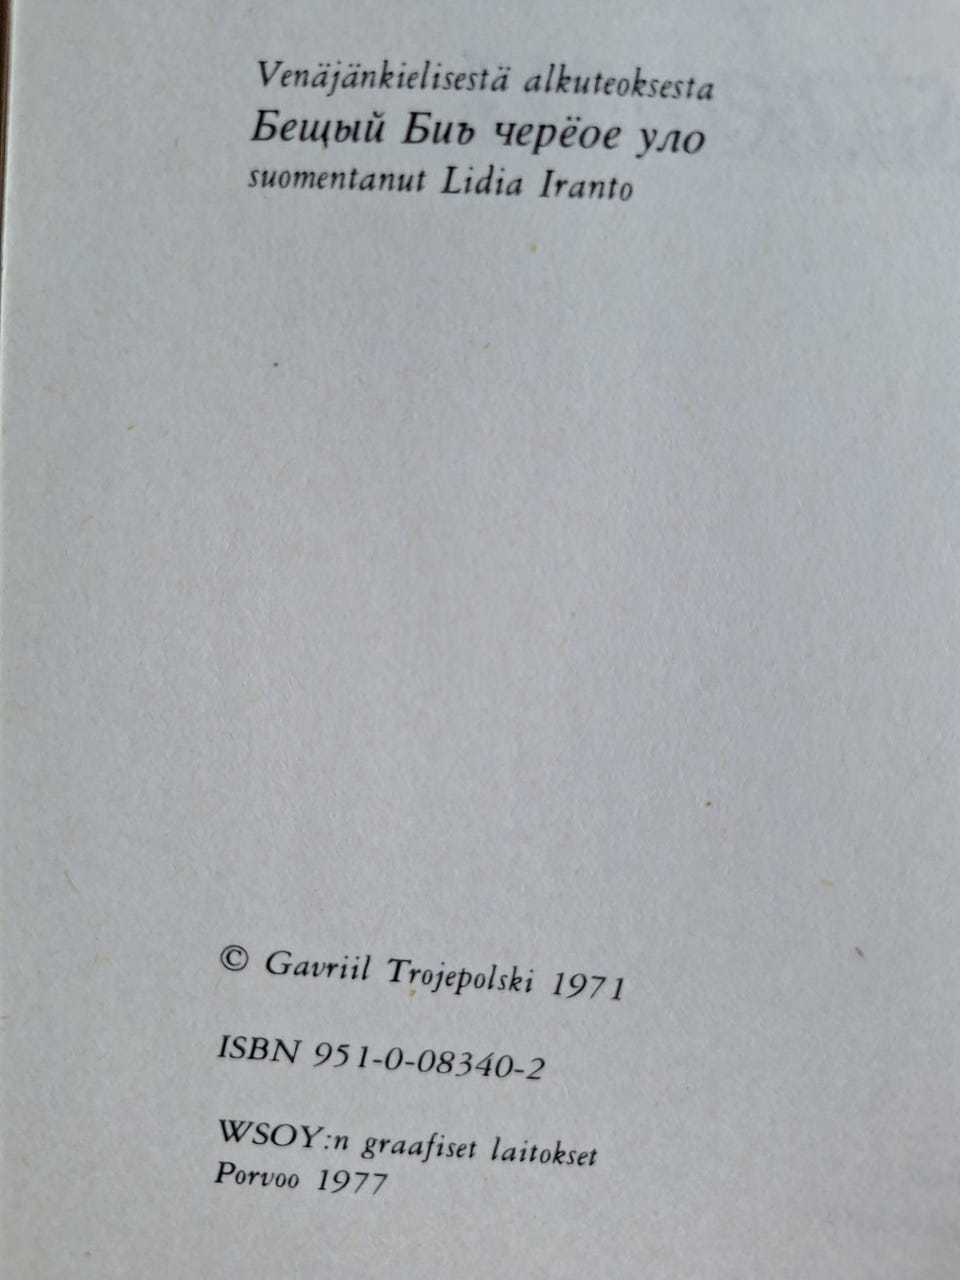 Venäjänkielisestä alkuteoksesta
Бещый Биъ черёое уло
suomentanut Lidia Iranto
© Gavriil Trojepolski 1971
ISBN 951-0-08340-2
WSOY:n graafiset laitokset
Porvoo 1977